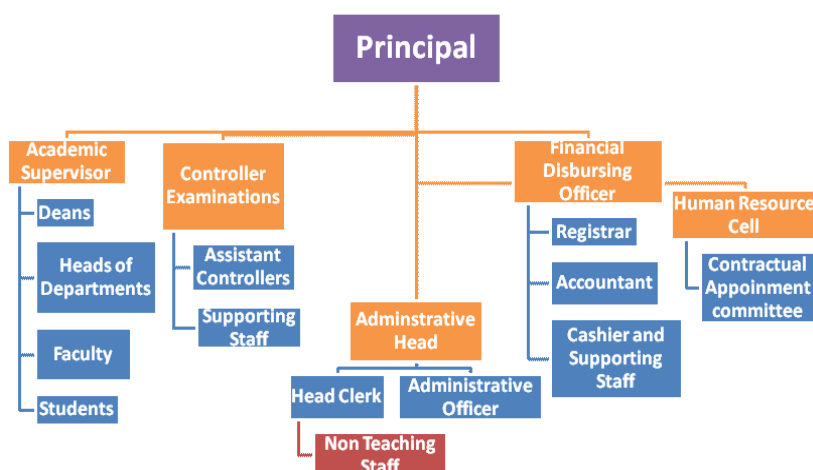 Principal
Academic
Supervisor
Deans
Heads of
Departments
Faculty
Students
Controller
Examinations
Assistant
Controllers
Supporting
Staff
Adminstrative
Head
Head Clerk
Administrative
Officer
Non Teaching
Staff
Financial
Disbursing
Officer
Registrar
Accountant
Cashier and
Supporting
Staff
Human Resource
Cell
Contractual
Appoinment
committee